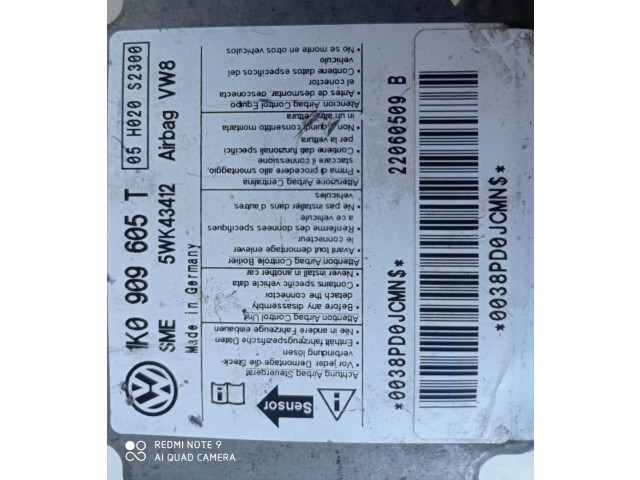 1K0 909 605 T
05 H020 S2300
SME
5WK43412
Airbag VW8
Made in Germany
Sensor
Achtung Airbag Steuergerät
• Vor jeder Demontage die Steck-
verbindung lösen
• Enthält fahrzeugspezifische Daten
• Nie in andere Fahrzeuge einbauen
Attention Airbag Control Unit
• Before any disassembly
detach the connector
• Contains vehicle specific data
• Never install in another car
Attention Airbag Controle Boîlier
• Avant tout demontage enlever
le connecteur
• Renferme des données specifiques
a ce vehicule
• Ne pas installer dans d'autres
vehicules
Attenzione Airbag Centralina
• Prima di procedere allo smontaggio
staccare il connessione
• Contiene dati funzionali specifici
per la vettura
• Non è quindi consentito montarla
in un altra vettura
Atencion Airbag Control Equipo
• Antes de desmontar, desconecta
el conector
• Contiene datos especificos del
vehiculo
• No se monte en otros vehiculos
22060509 B
*0038PD0JCMN$*
*0038PD0JCMN$*
REDMI NOTE 9
AI QUAD CAMERA